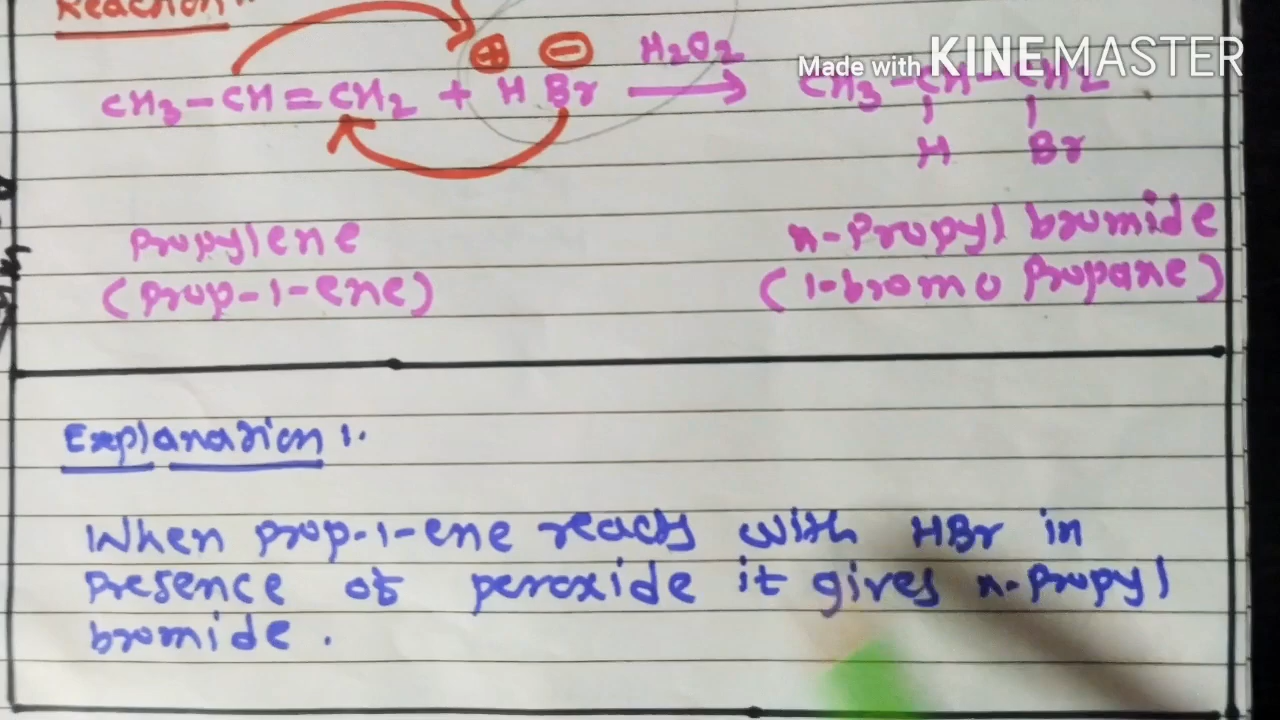 Reaction :-
Made with KINEMASTER
⊕ ⊖ H2O2
CH3-CH=CH2 + H Br → CH3-CH-CH2
H Br
Propylene n-Propyl bromide
(Prop-1-ene) (1-bromo Propane)
Explanation :-
When prop-1-ene reacts with HBr in
presence of peroxide it gives n-Propyl
bromide.